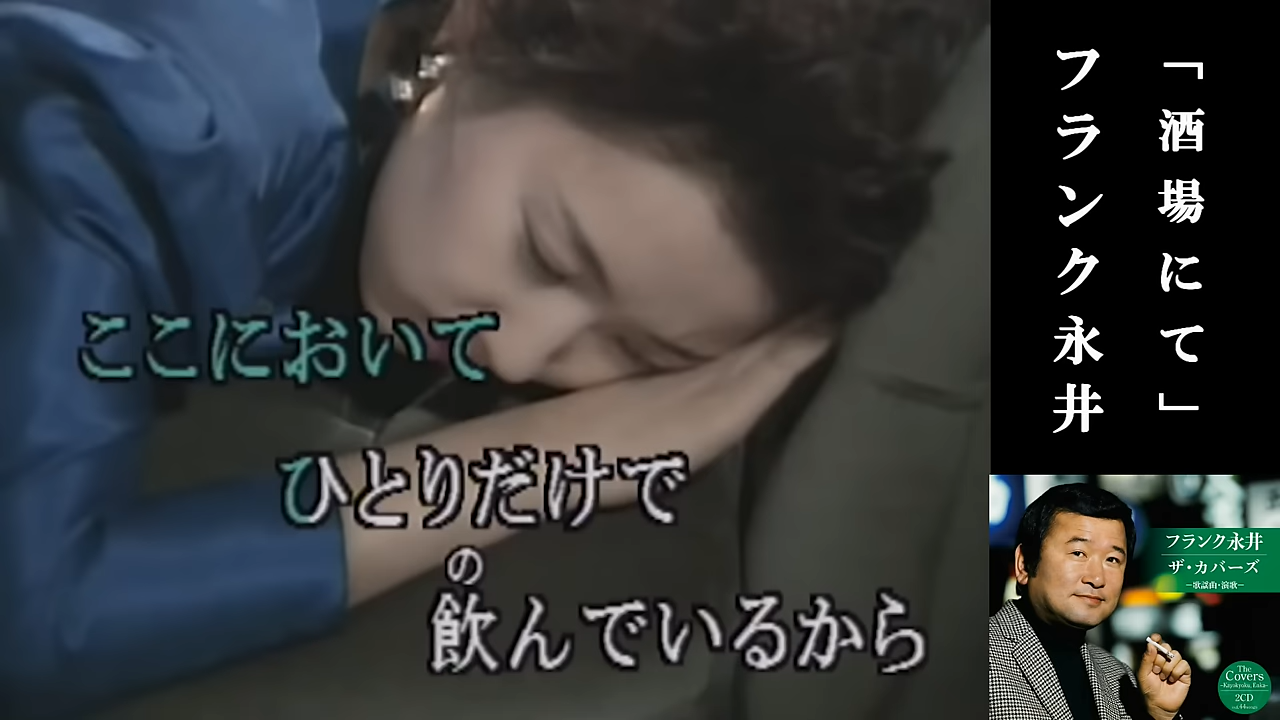 ここにおいて
ひとりだけで
の
飲んでいるから
「酒場にて」
フランク永井
フランク永井
ザ・カバーズ
–歌謡曲・演歌–
The
Covers
~Kayokyoku, Enka~
2CD